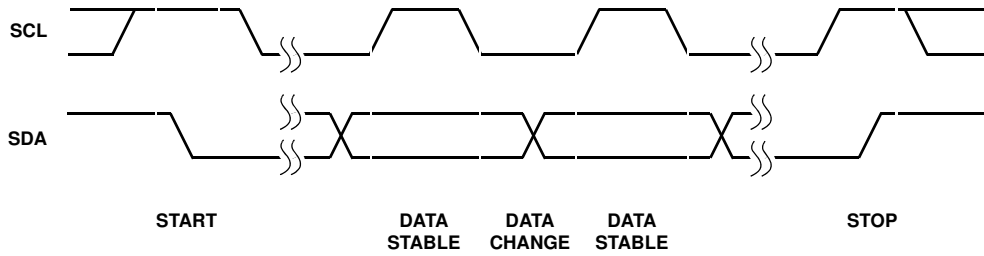 SCL
SDA
START
DATA STABLE
DATA CHANGE
DATA STABLE
STOP